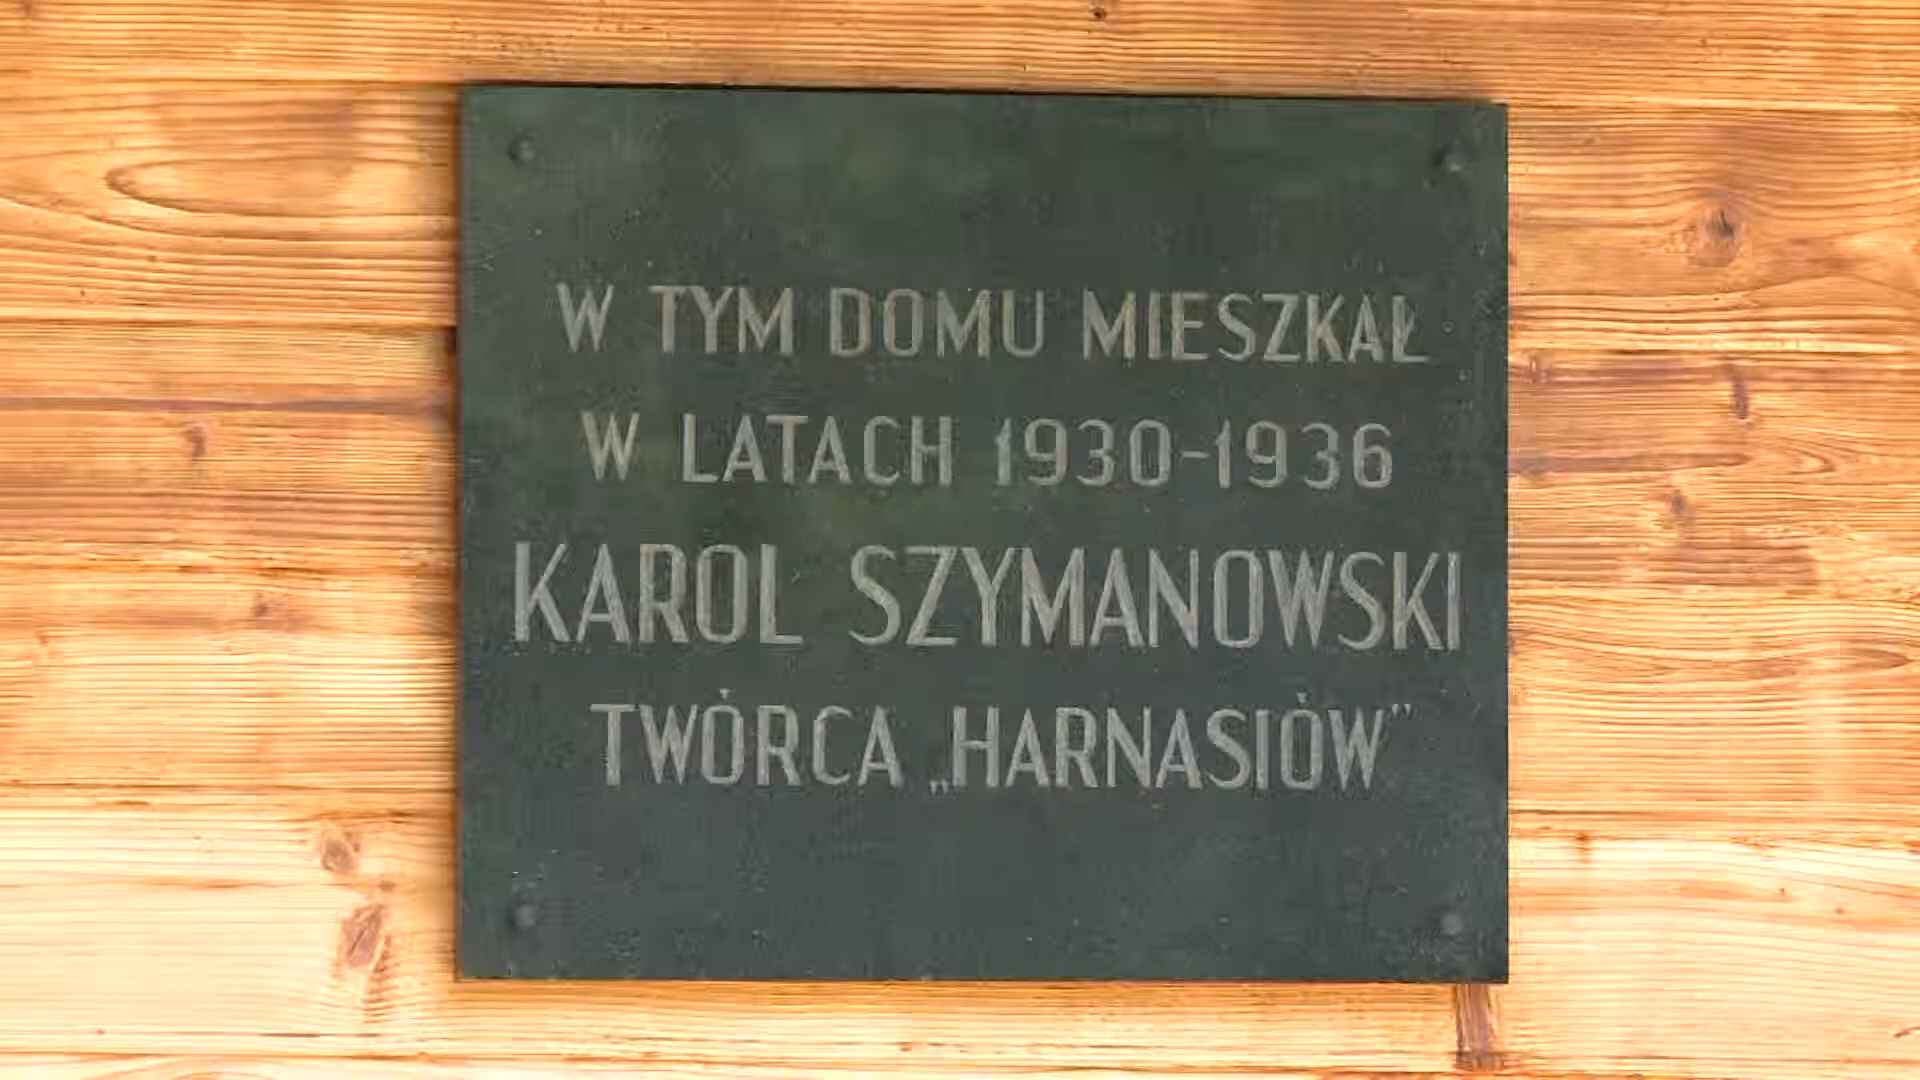 W TYM DOMU MIESZKAŁ
W LATACH 1930-1936
KAROL SZYMANOWSKI
TWÓRCA „HARNASIÓW"